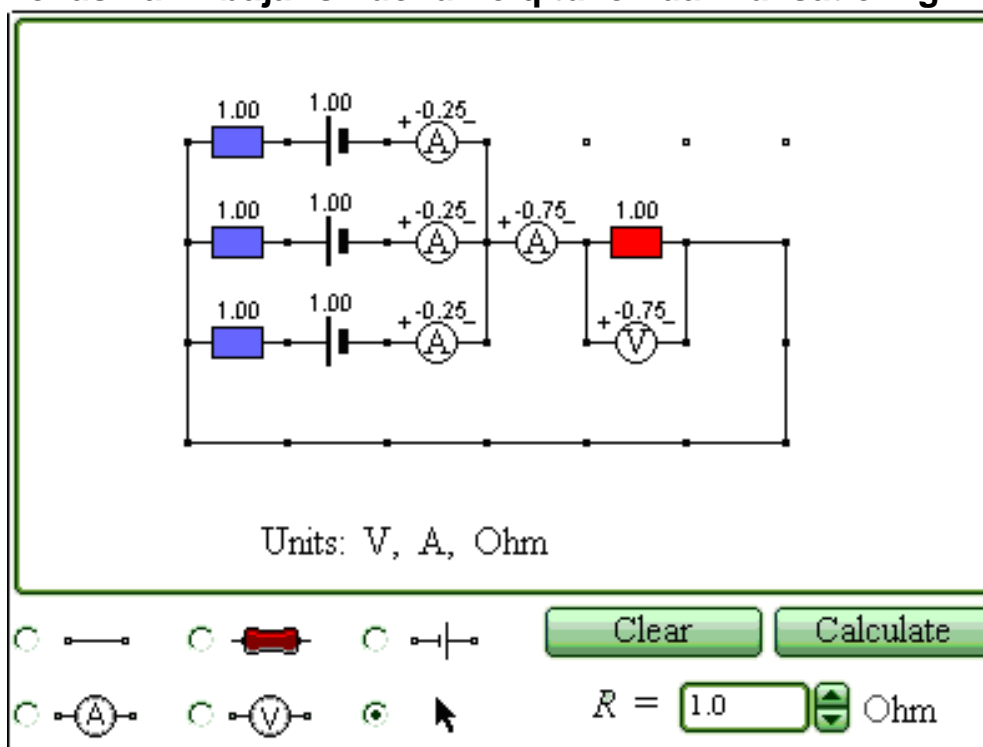 1.00 1.00 + -0.25 -
A
1.00 1.00 + -0.25 - + -0.75 - 1.00
A A
1.00 1.00 + -0.25 - + -0.75 -
A V
Units: V, A, Ohm
Clear Calculate
A V R = 1.0 Ohm